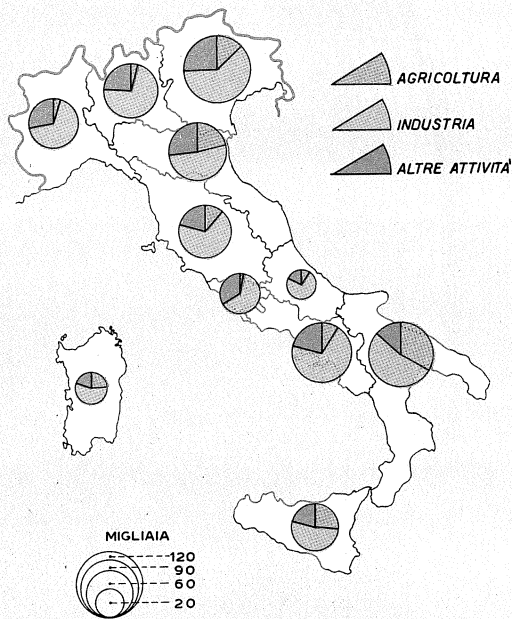 AGRICOLTURA
INDUSTRIA
ALTRE ATTIVITA'
MIGLIAIA
120
90
60
20